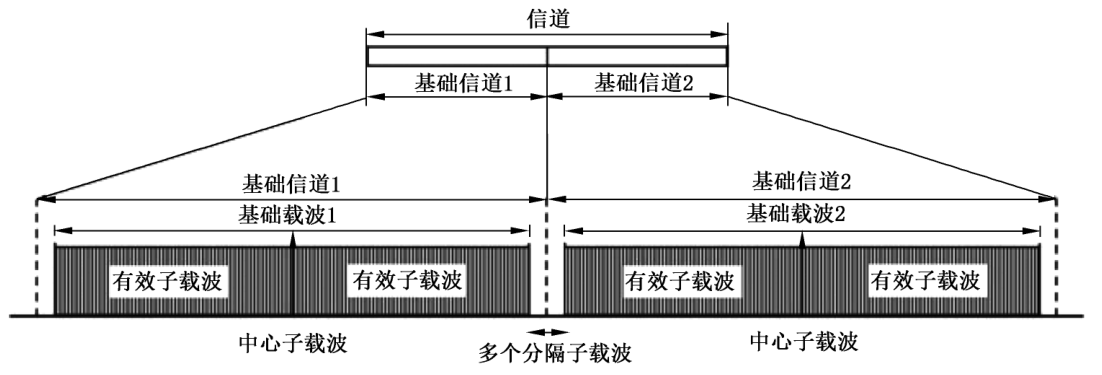 信道
基础信道1
基础信道2
基础信道1
基础信道2
基础载波1
基础载波2
有效子载波
有效子载波
有效子载波
有效子载波
中心子载波
多个分隔子载波
中心子载波